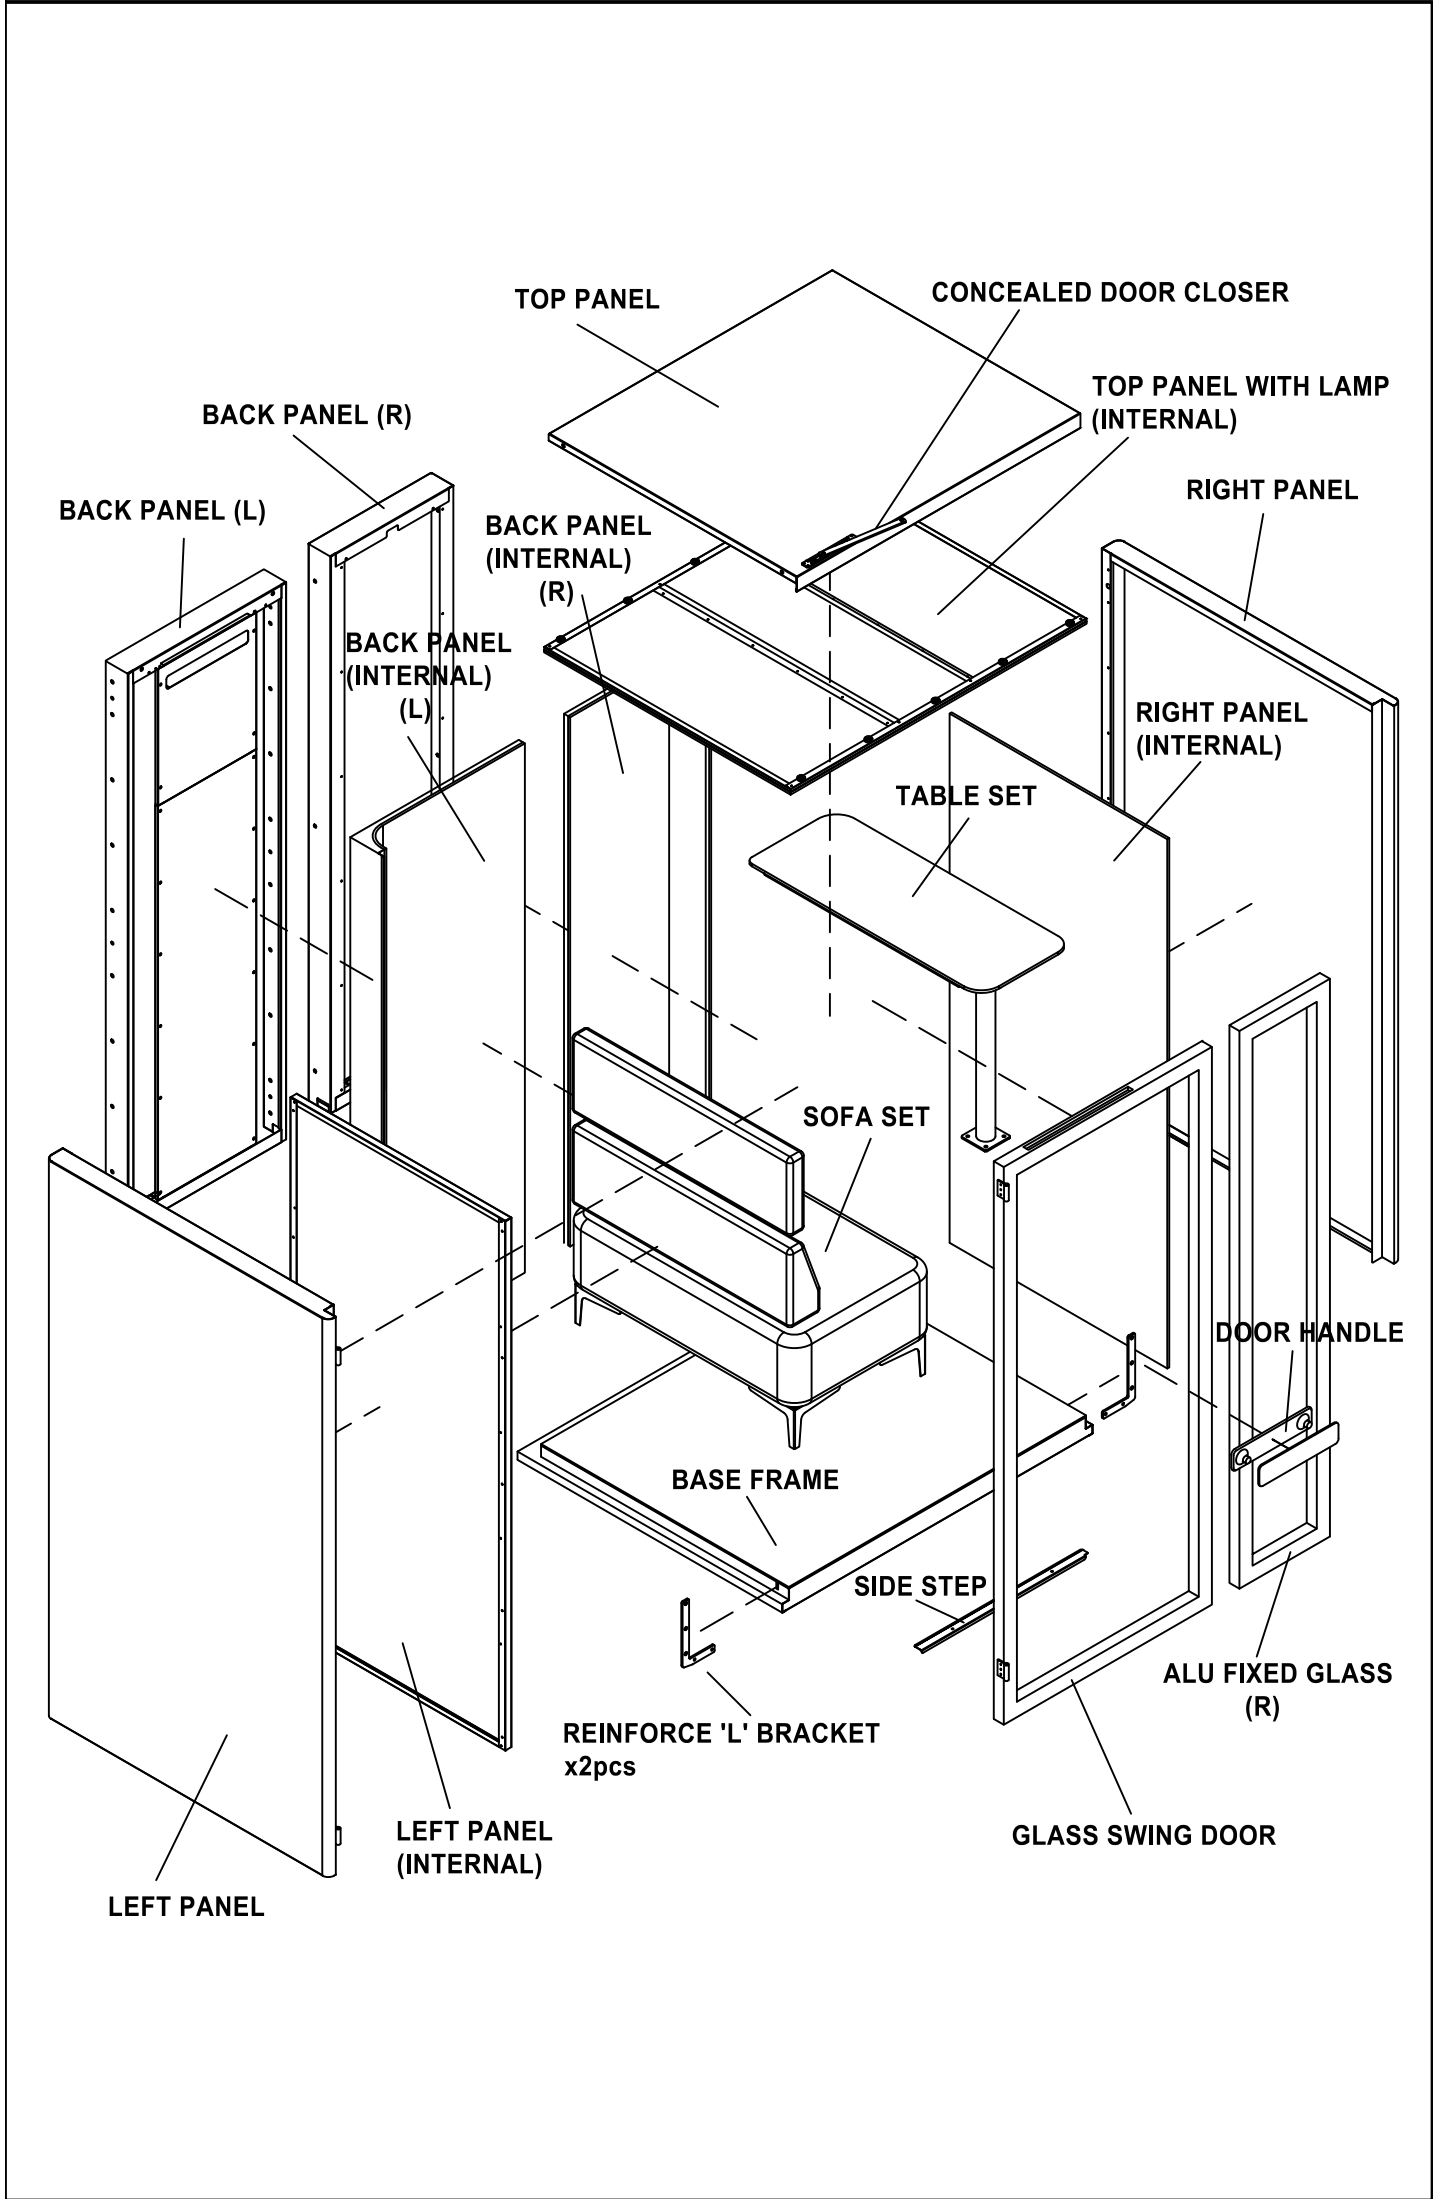 TOP PANEL
CONCEALED DOOR CLOSER
TOP PANEL WITH LAMP
(INTERNAL)
BACK PANEL (R)
RIGHT PANEL
BACK PANEL (L)
BACK PANEL
(INTERNAL)
(R)
BACK PANEL
(INTERNAL)
(L)
RIGHT PANEL
(INTERNAL)
TABLE SET
SOFA SET
DOOR HANDLE
BASE FRAME
SIDE STEP
ALU FIXED GLASS
(R)
REINFORCE 'L' BRACKET
x2pcs
LEFT PANEL
(INTERNAL)
GLASS SWING DOOR
LEFT PANEL